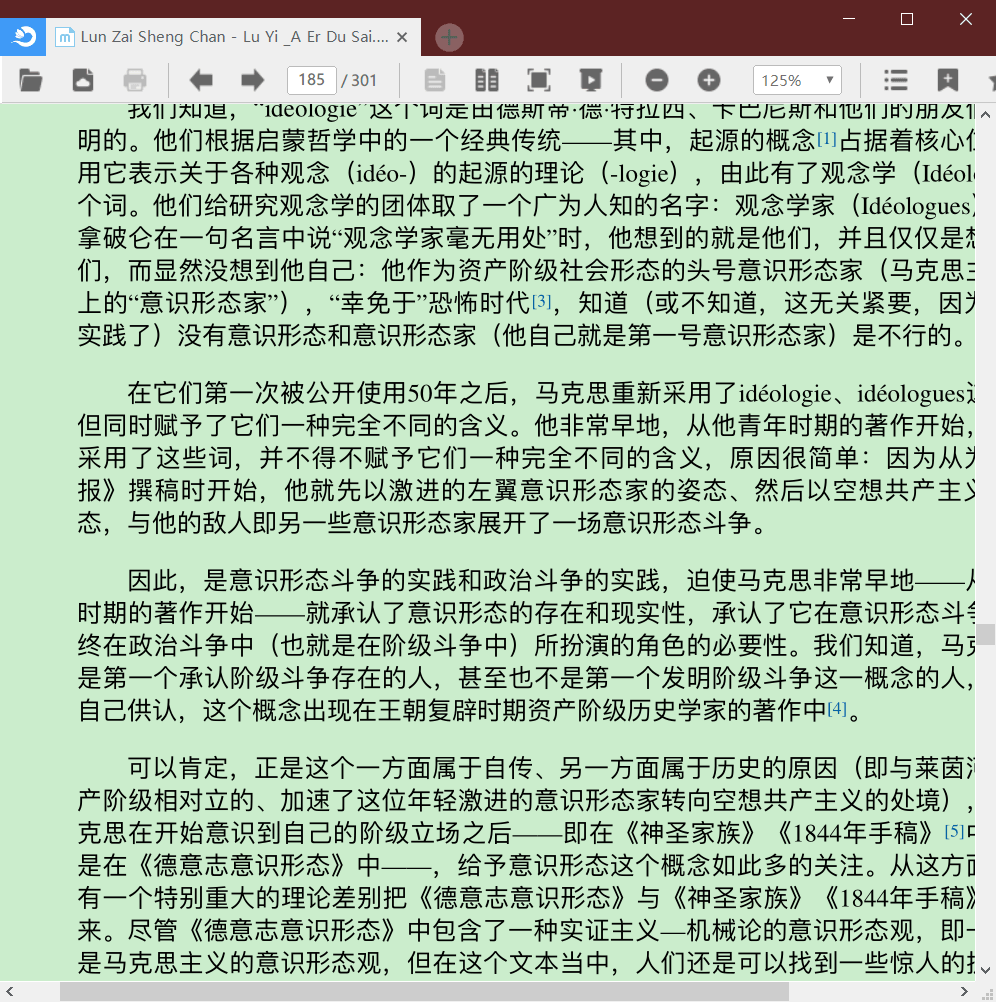 Lun Zai Sheng Chan - Lu Yi _A Er Du Sai....
185 / 301
125%
我们知道，“idéologie”这个词是由德斯蒂·德·特拉西、卡巴尼斯和他们的朋友们
明的。他们根据启蒙哲学中的一个经典传统——其中，起源的概念[1]占据着核心位
用它表示关于各种观念（idéo-）的起源的理论（-logie），由此有了观念学（Idéolo
个词。他们给研究观念学的团体取了一个广为人知的名字：观念学家（Idéologues）
拿破仑在一句名言中说“观念学家毫无用处”时，他想到的就是他们，并且仅仅是想
们，而显然没想到他自己：他作为资产阶级社会形态的头号意识形态家（马克思主
上的“意识形态家”），“幸免于”恐怖时代[3]，知道（或不知道，这无关紧要，因为
实践了）没有意识形态和意识形态家（他自己就是第一号意识形态家）是不行的。
在它们第一次被公开使用50年之后，马克思重新采用了idéologie、idéologues这
但同时赋予了它们一种完全不同的含义。他非常早地，从他青年时期的著作开始，
采用了这些词，并不得不赋予它们一种完全不同的含义，原因很简单：因为从为
报》撰稿时开始，他就先以激进的左翼意识形态家的姿态、然后以空想共产主义
态，与他的敌人即另一些意识形态家展开了一场意识形态斗争。
因此，是意识形态斗争的实践和政治斗争的实践，迫使马克思非常早地——从
时期的著作开始——就承认了意识形态的存在和现实性，承认了它在意识形态斗争
终在政治斗争中（也就是在阶级斗争中）所扮演的角色的必要性。我们知道，马克
是第一个承认阶级斗争存在的人，甚至也不是第一个发明阶级斗争这一概念的人，
自己供认，这个概念出现在王朝复辟时期资产阶级历史学家的著作中[4]。
可以肯定，正是这个一方面属于自传、另一方面属于历史的原因（即与莱茵河
产阶级相对立的、加速了这位年轻激进的意识形态家转向空想共产主义的处境），
克思在开始意识到自己的阶级立场之后——即在《神圣家族》《1844年手稿》[5]中
是在《德意志意识形态》中——，给予意识形态这个概念如此多的关注。从这方面
有一个特别重大的理论差别把《德意志意识形态》与《神圣家族》《1844年手稿》
来。尽管《德意志意识形态》中包含了一种实证主义—机械论的意识形态观，即一
是马克思主义的意识形态观，但在这个文本当中，人们还是可以找到一些惊人的提